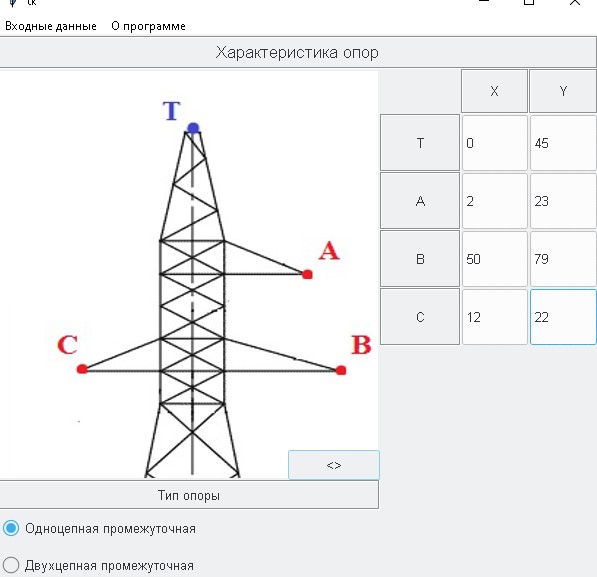 tk
Входные данные О программе
Характеристика опор
X Y
T
T 0 45
A 2 23
A
B 50 79
C 12 22
C B
<>
Тип опоры
Одноцепная промежуточная
Двухцепная промежуточная